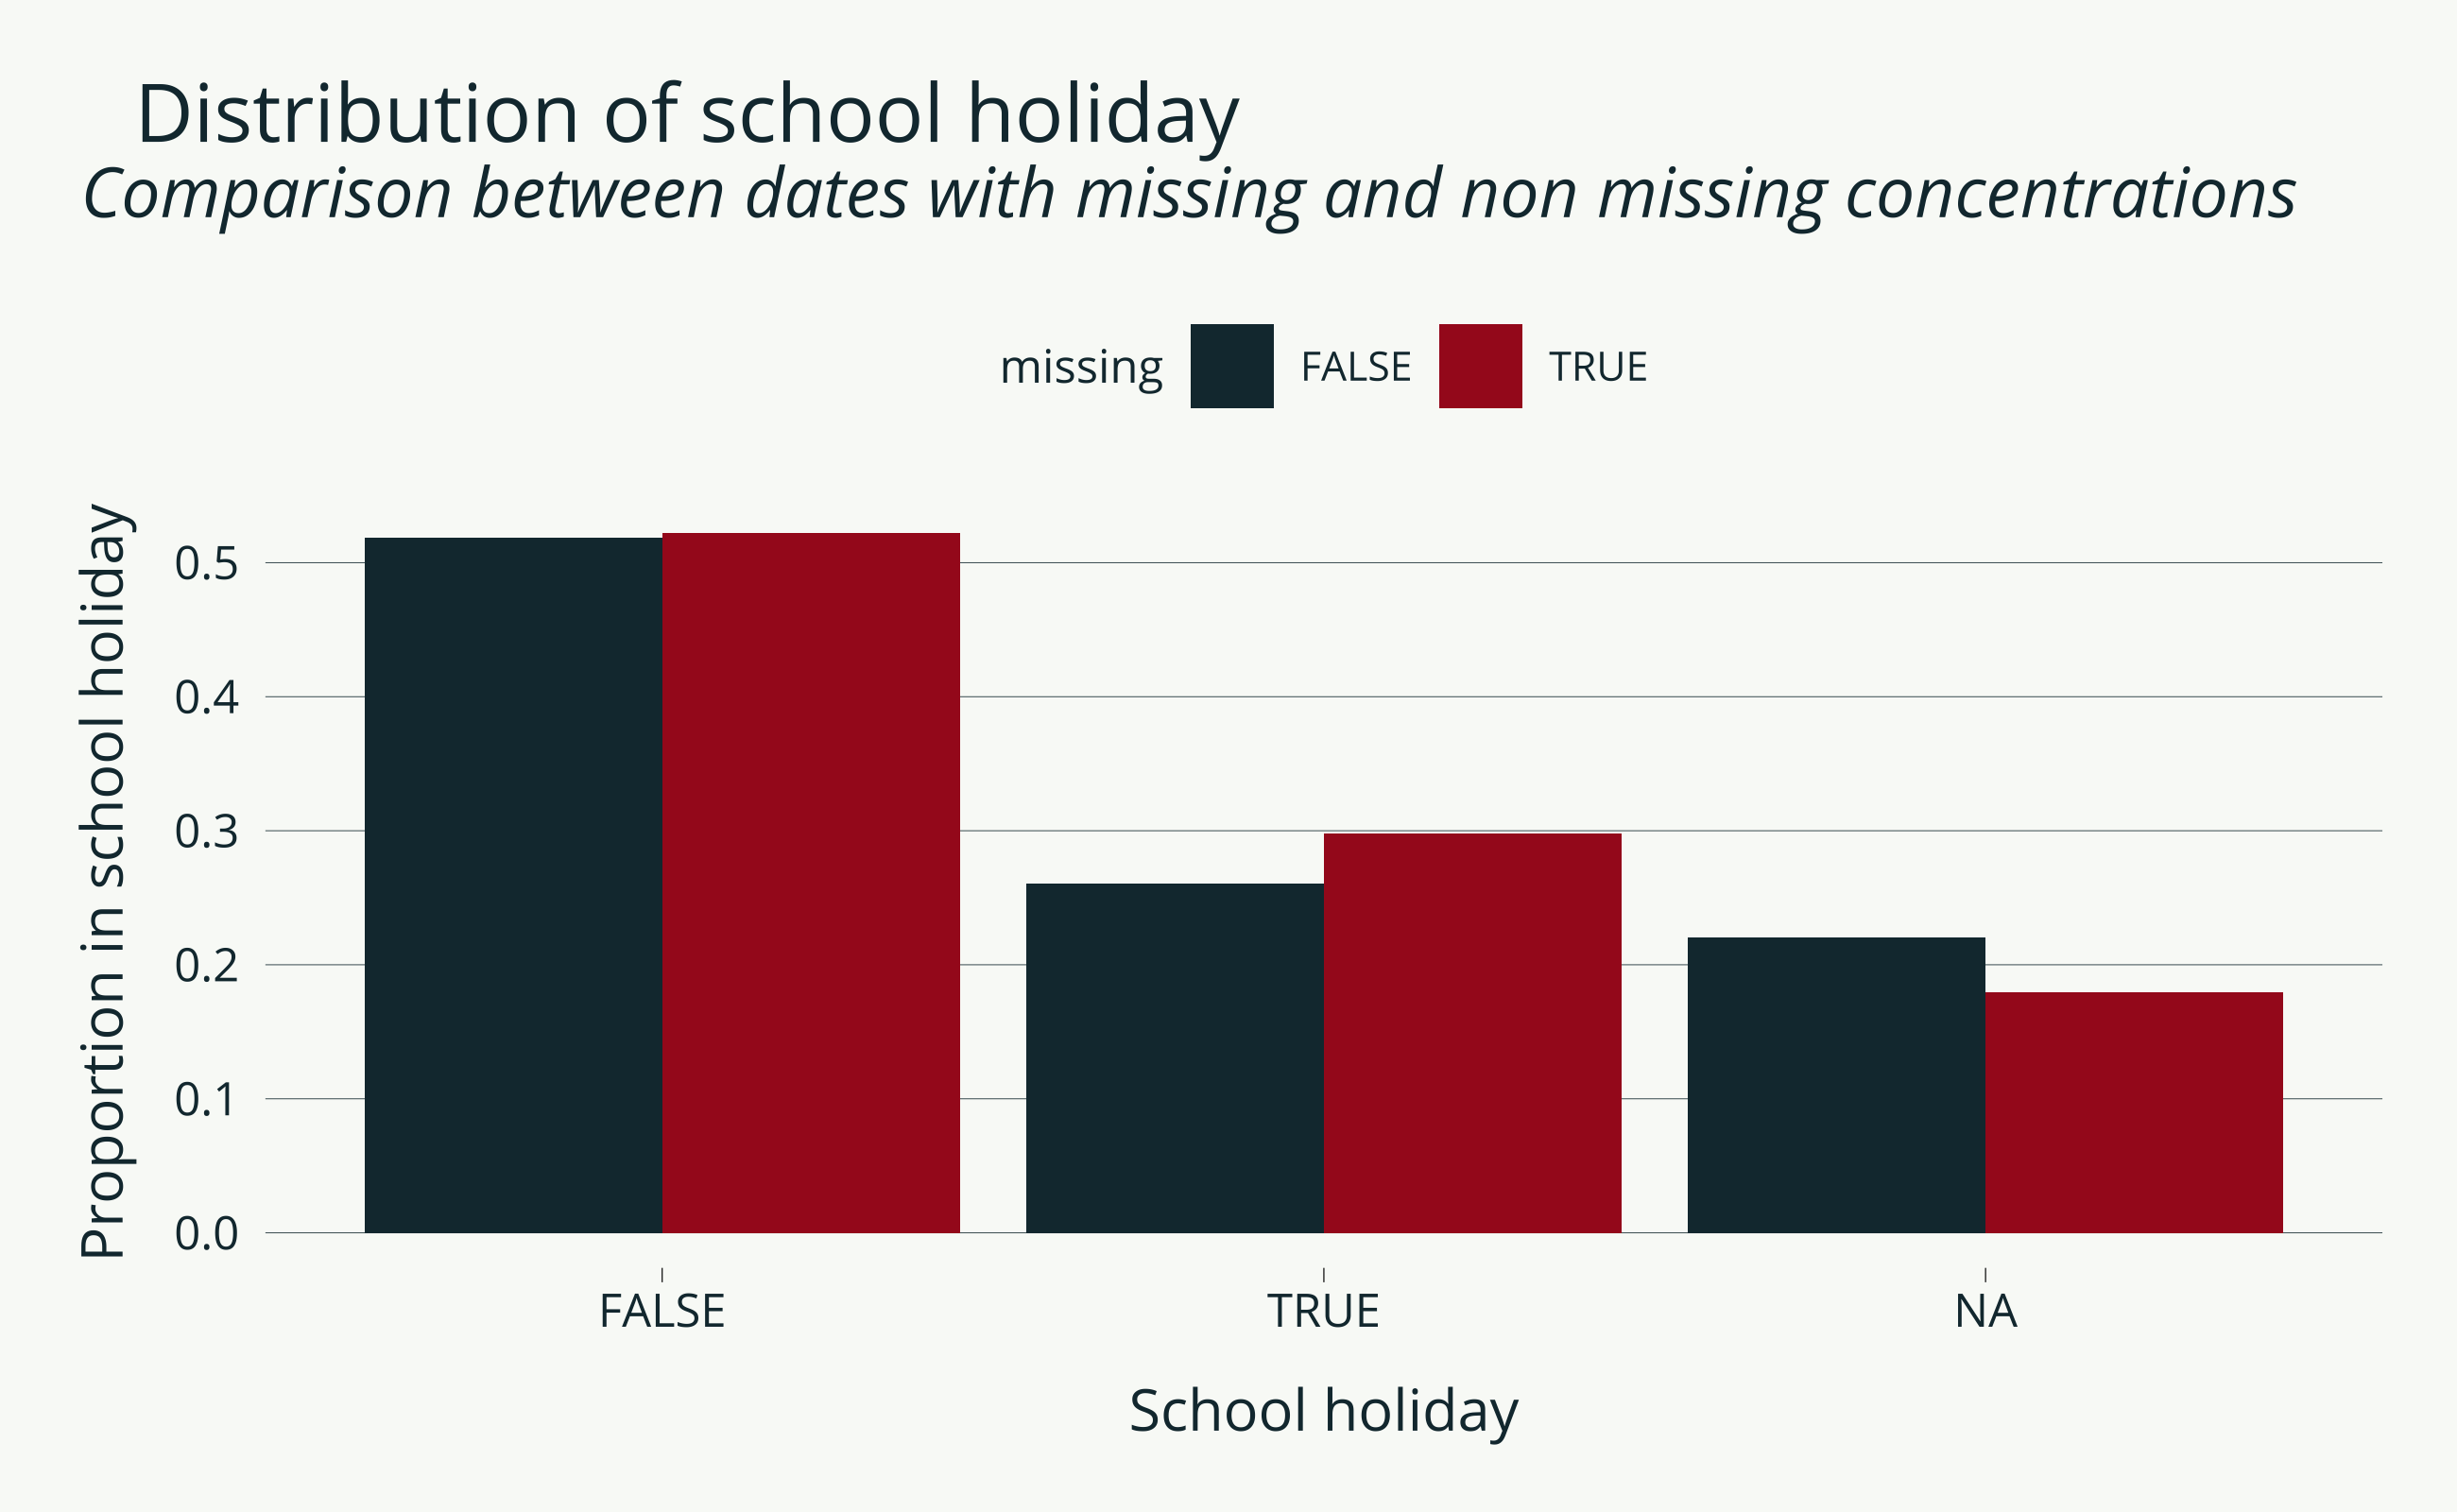 Distribution of school holiday
Comparison between dates with missing and non missing concentrations
missing FALSE TRUE
Proportion in school holiday
0.5
0.4
0.3
0.2
0.1
0.0
FALSE TRUE NA
School holiday